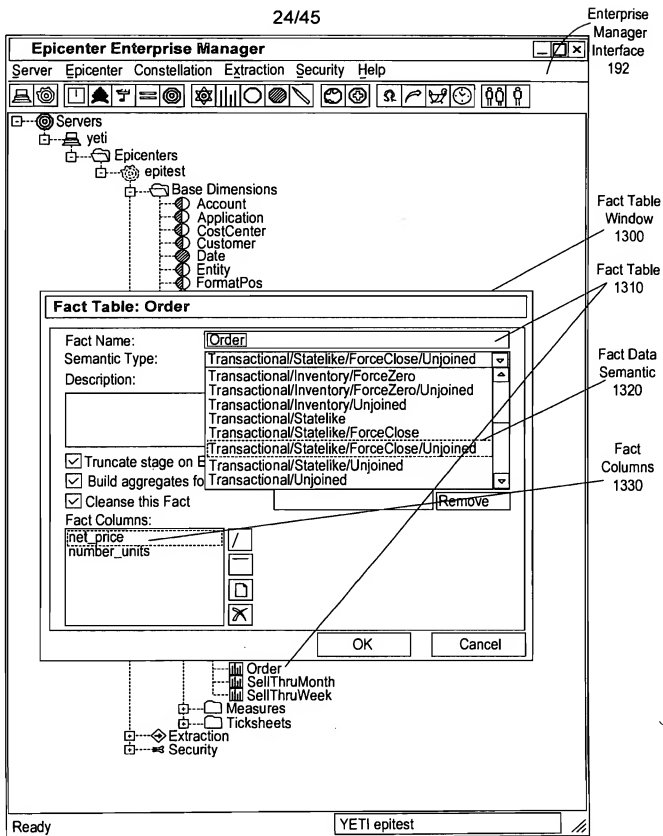 24/45
Enterprise
Manager
Interface
192
Epicenter Enterprise Manager
Server Epicenter Constellation Extraction Security Help
Servers
yeti
Epicenters
epitest
Base Dimensions
Account
Application
CostCenter
Customer
Date
Entity
FormatPos
Fact Table
Window
1300
Fact Table
1310
Fact Table: Order
Fact Name: Order
Semantic Type: Transactional/Statelike/ForceClose/Unjoined
Description:
Transactional/Inventory/ForceZero
Transactional/Inventory/ForceZero/Unjoined
Transactional/Inventory/Unjoined
Transactional/Statelike
Transactional/Statelike/ForceClose
Transactional/Statelike/ForceClose/Unjoined
Transactional/Statelike/Unjoined
Transactional/Unjoined
Fact Data
Semantic
1320
Truncate stage on E
Build aggregates fo
Cleanse this Fact
Remove
Fact
Columns
1330
Fact Columns:
net_price
number_units
OK Cancel
Order
SellThruMonth
SellThruWeek
Measures
Ticksheets
Extraction
Security
Ready YETI epitest